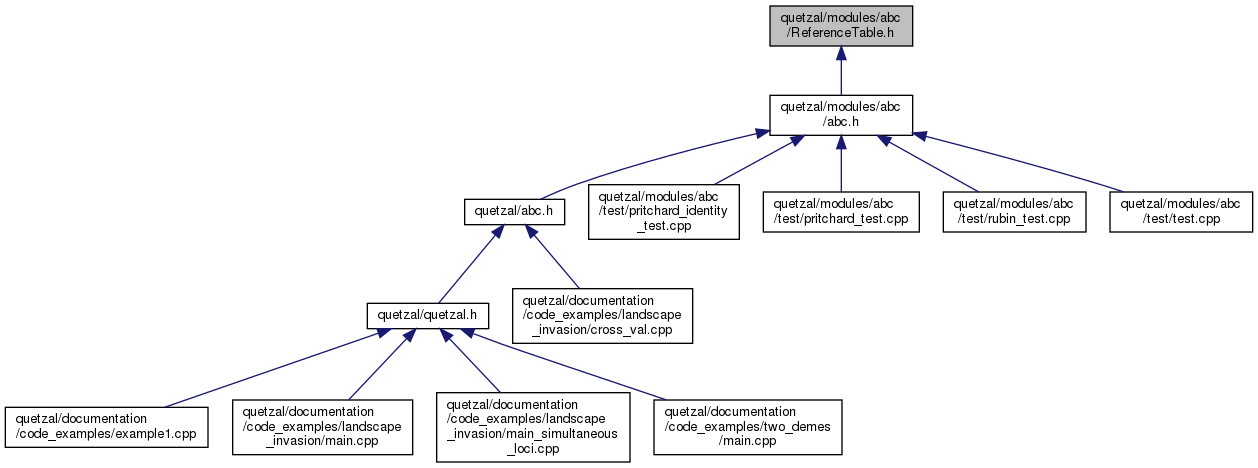 quetzal/modules/abc
/ReferenceTable.h
quetzal/modules/abc
/abc.h
quetzal/abc.h
quetzal/modules/abc
/test/pritchard_identity
_test.cpp
quetzal/modules/abc
/test/pritchard_test.cpp
quetzal/modules/abc
/test/rubin_test.cpp
quetzal/modules/abc
/test/test.cpp
quetzal/quetzal.h
quetzal/documentation
/code_examples/landscape
_invasion/cross_val.cpp
quetzal/documentation
/code_examples/example1.cpp
quetzal/documentation
/code_examples/landscape
_invasion/main.cpp
quetzal/documentation
/code_examples/landscape
_invasion/main_simultaneous
_loci.cpp
quetzal/documentation
/code_examples/two_demes
/main.cpp